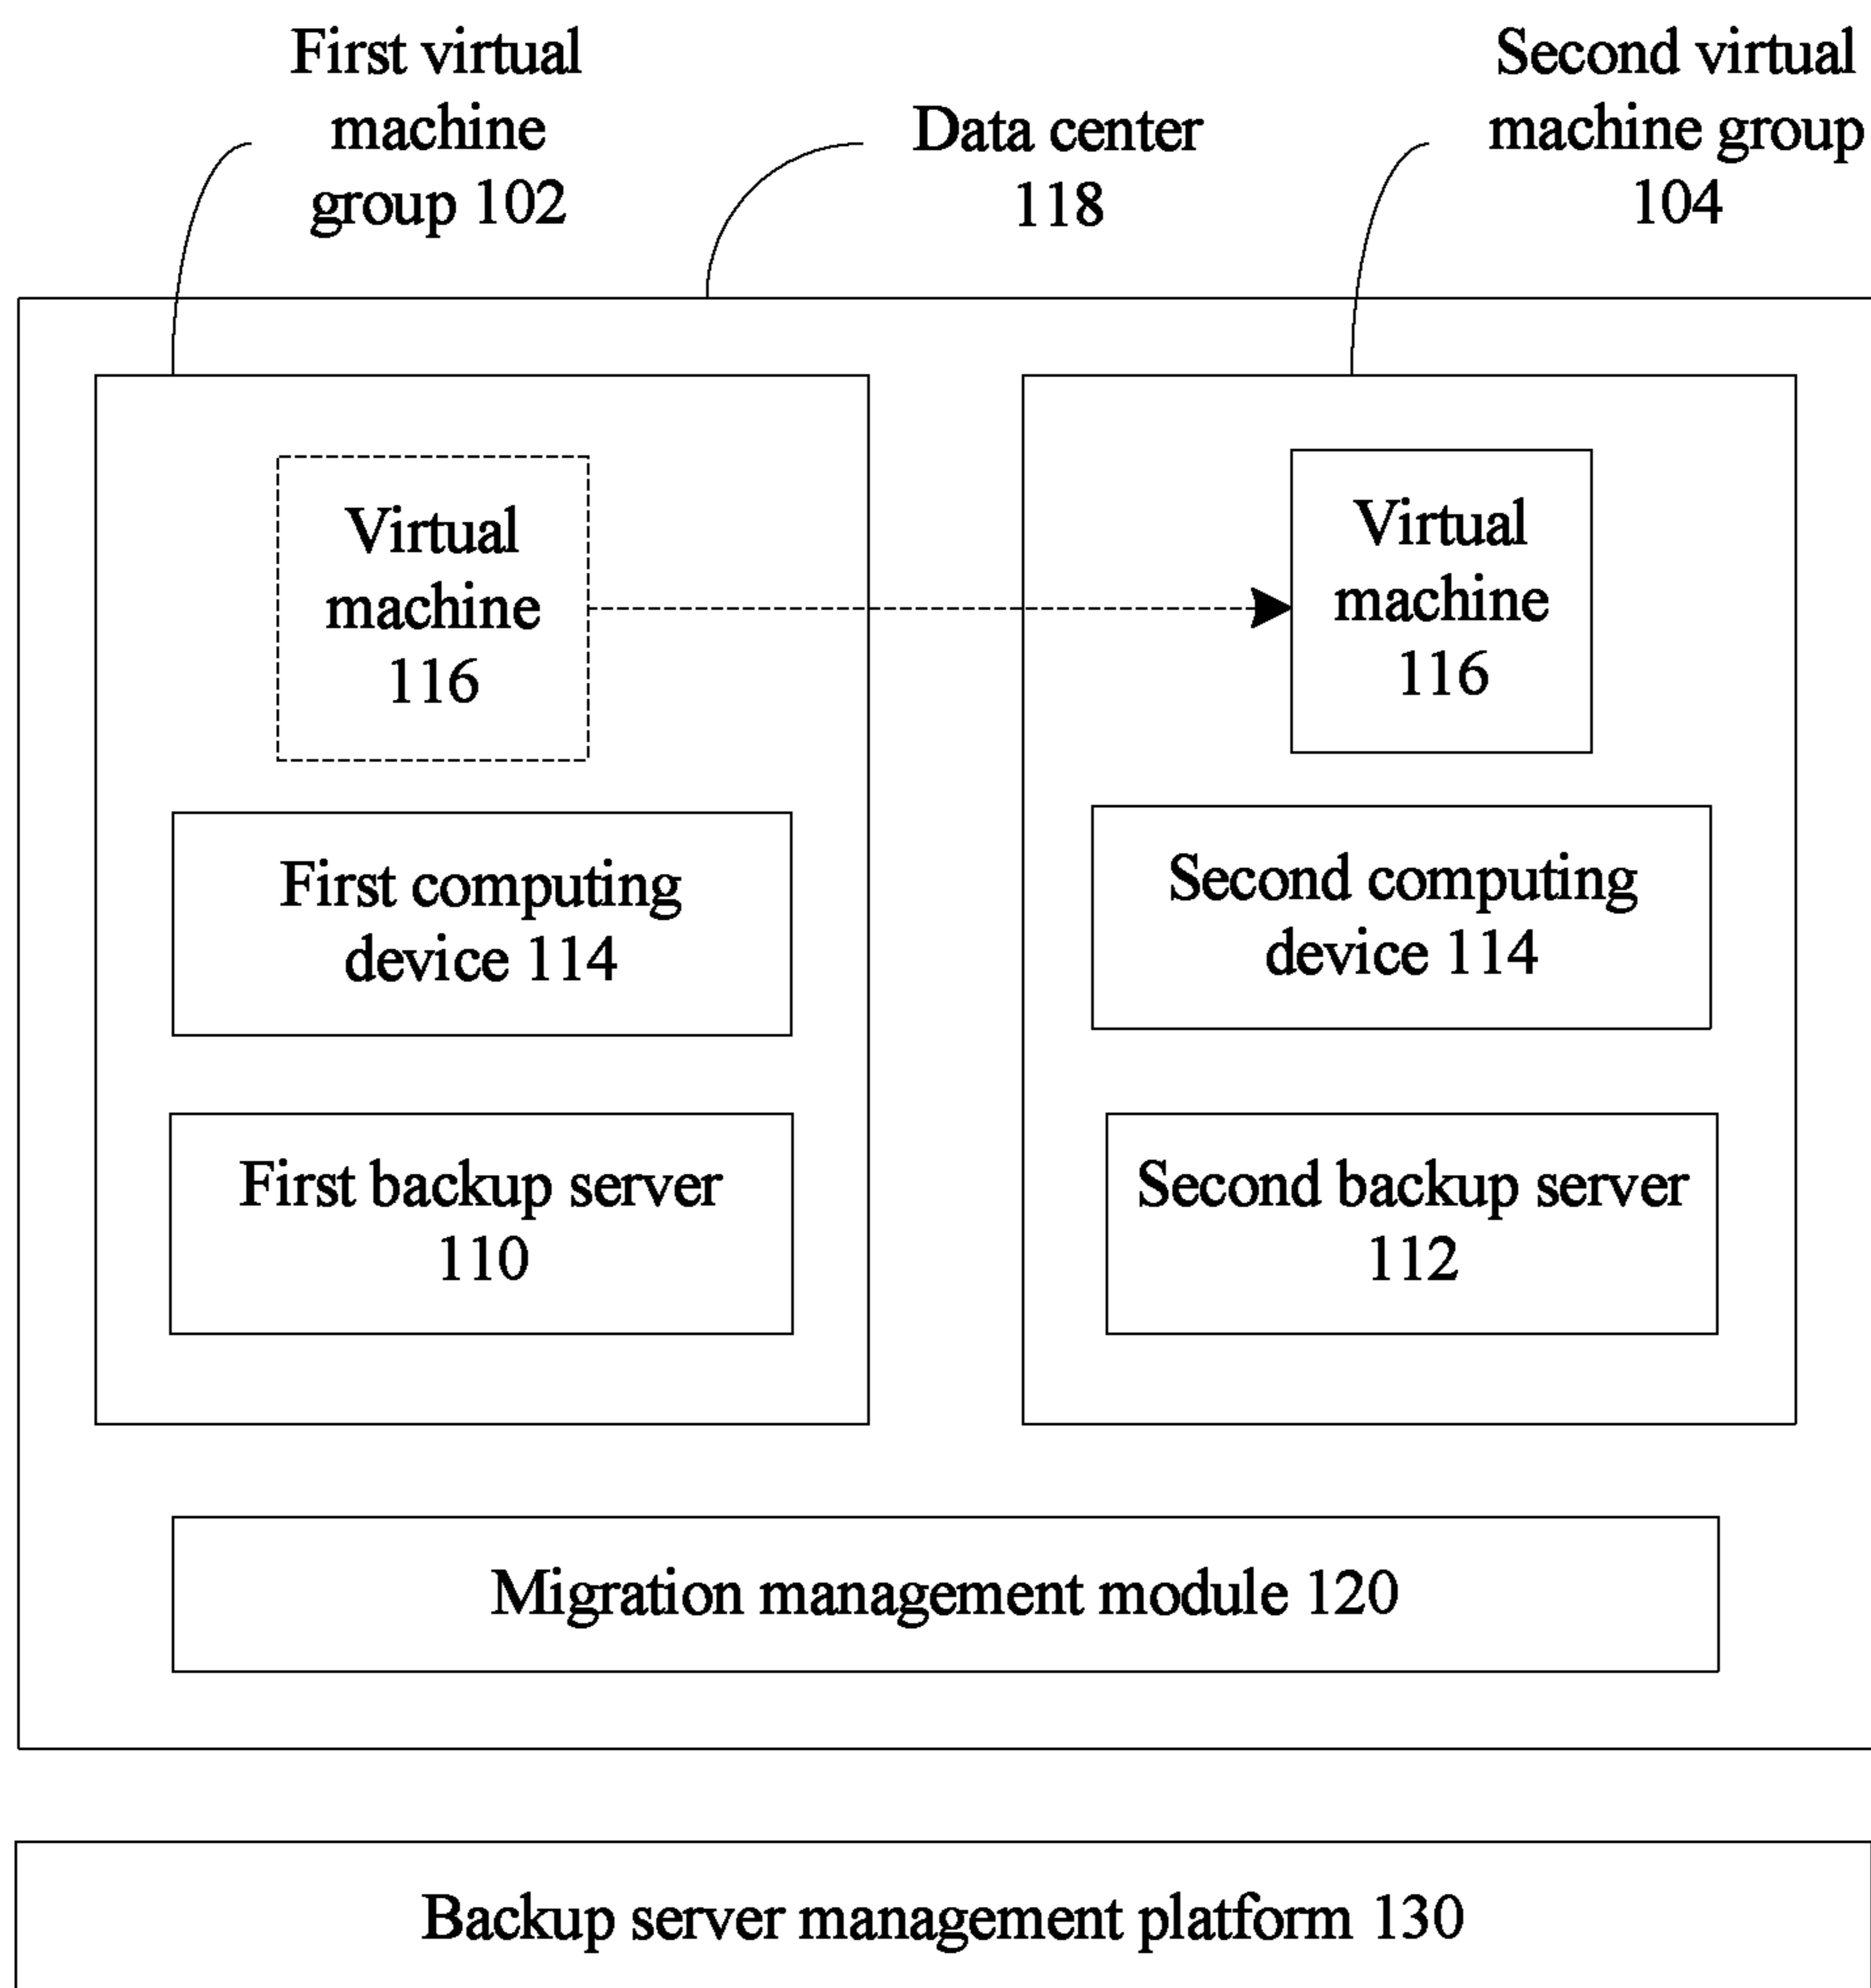 First virtual
machine
group 102
Data center
118
Second virtual
machine group
104
Virtual
machine
116
Virtual
machine
116
First computing
device 114
Second computing
device 114
First backup server
110
Second backup server
112
Migration management module 120
Backup server management platform 130